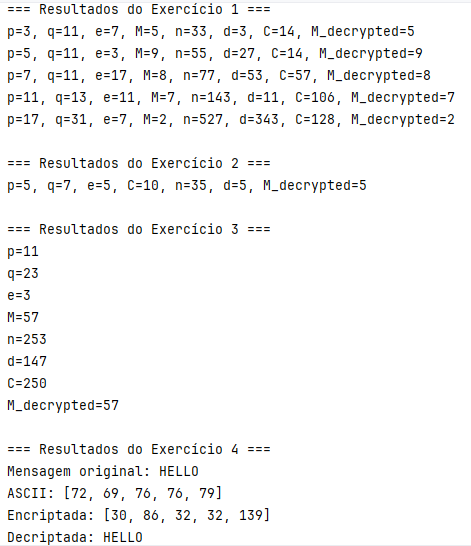 === Resultados do Exercício 1 ===
p=3, q=11, e=7, M=5, n=33, d=3, C=14, M_decrypted=5
p=5, q=11, e=3, M=9, n=55, d=27, C=14, M_decrypted=9
p=7, q=11, e=17, M=8, n=77, d=53, C=57, M_decrypted=8
p=11, q=13, e=11, M=7, n=143, d=11, C=106, M_decrypted=7
p=17, q=31, e=7, M=2, n=527, d=343, C=128, M_decrypted=2
=== Resultados do Exercício 2 ===
p=5, q=7, e=5, C=10, n=35, d=5, M_decrypted=5
=== Resultados do Exercício 3 ===
p=11
q=23
e=3
M=57
n=253
d=147
C=250
M_decrypted=57
=== Resultados do Exercício 4 ===
Mensagem original: HELLO
ASCII: [72, 69, 76, 76, 79]
Encriptada: [30, 86, 32, 32, 139]
Decriptada: HELLO